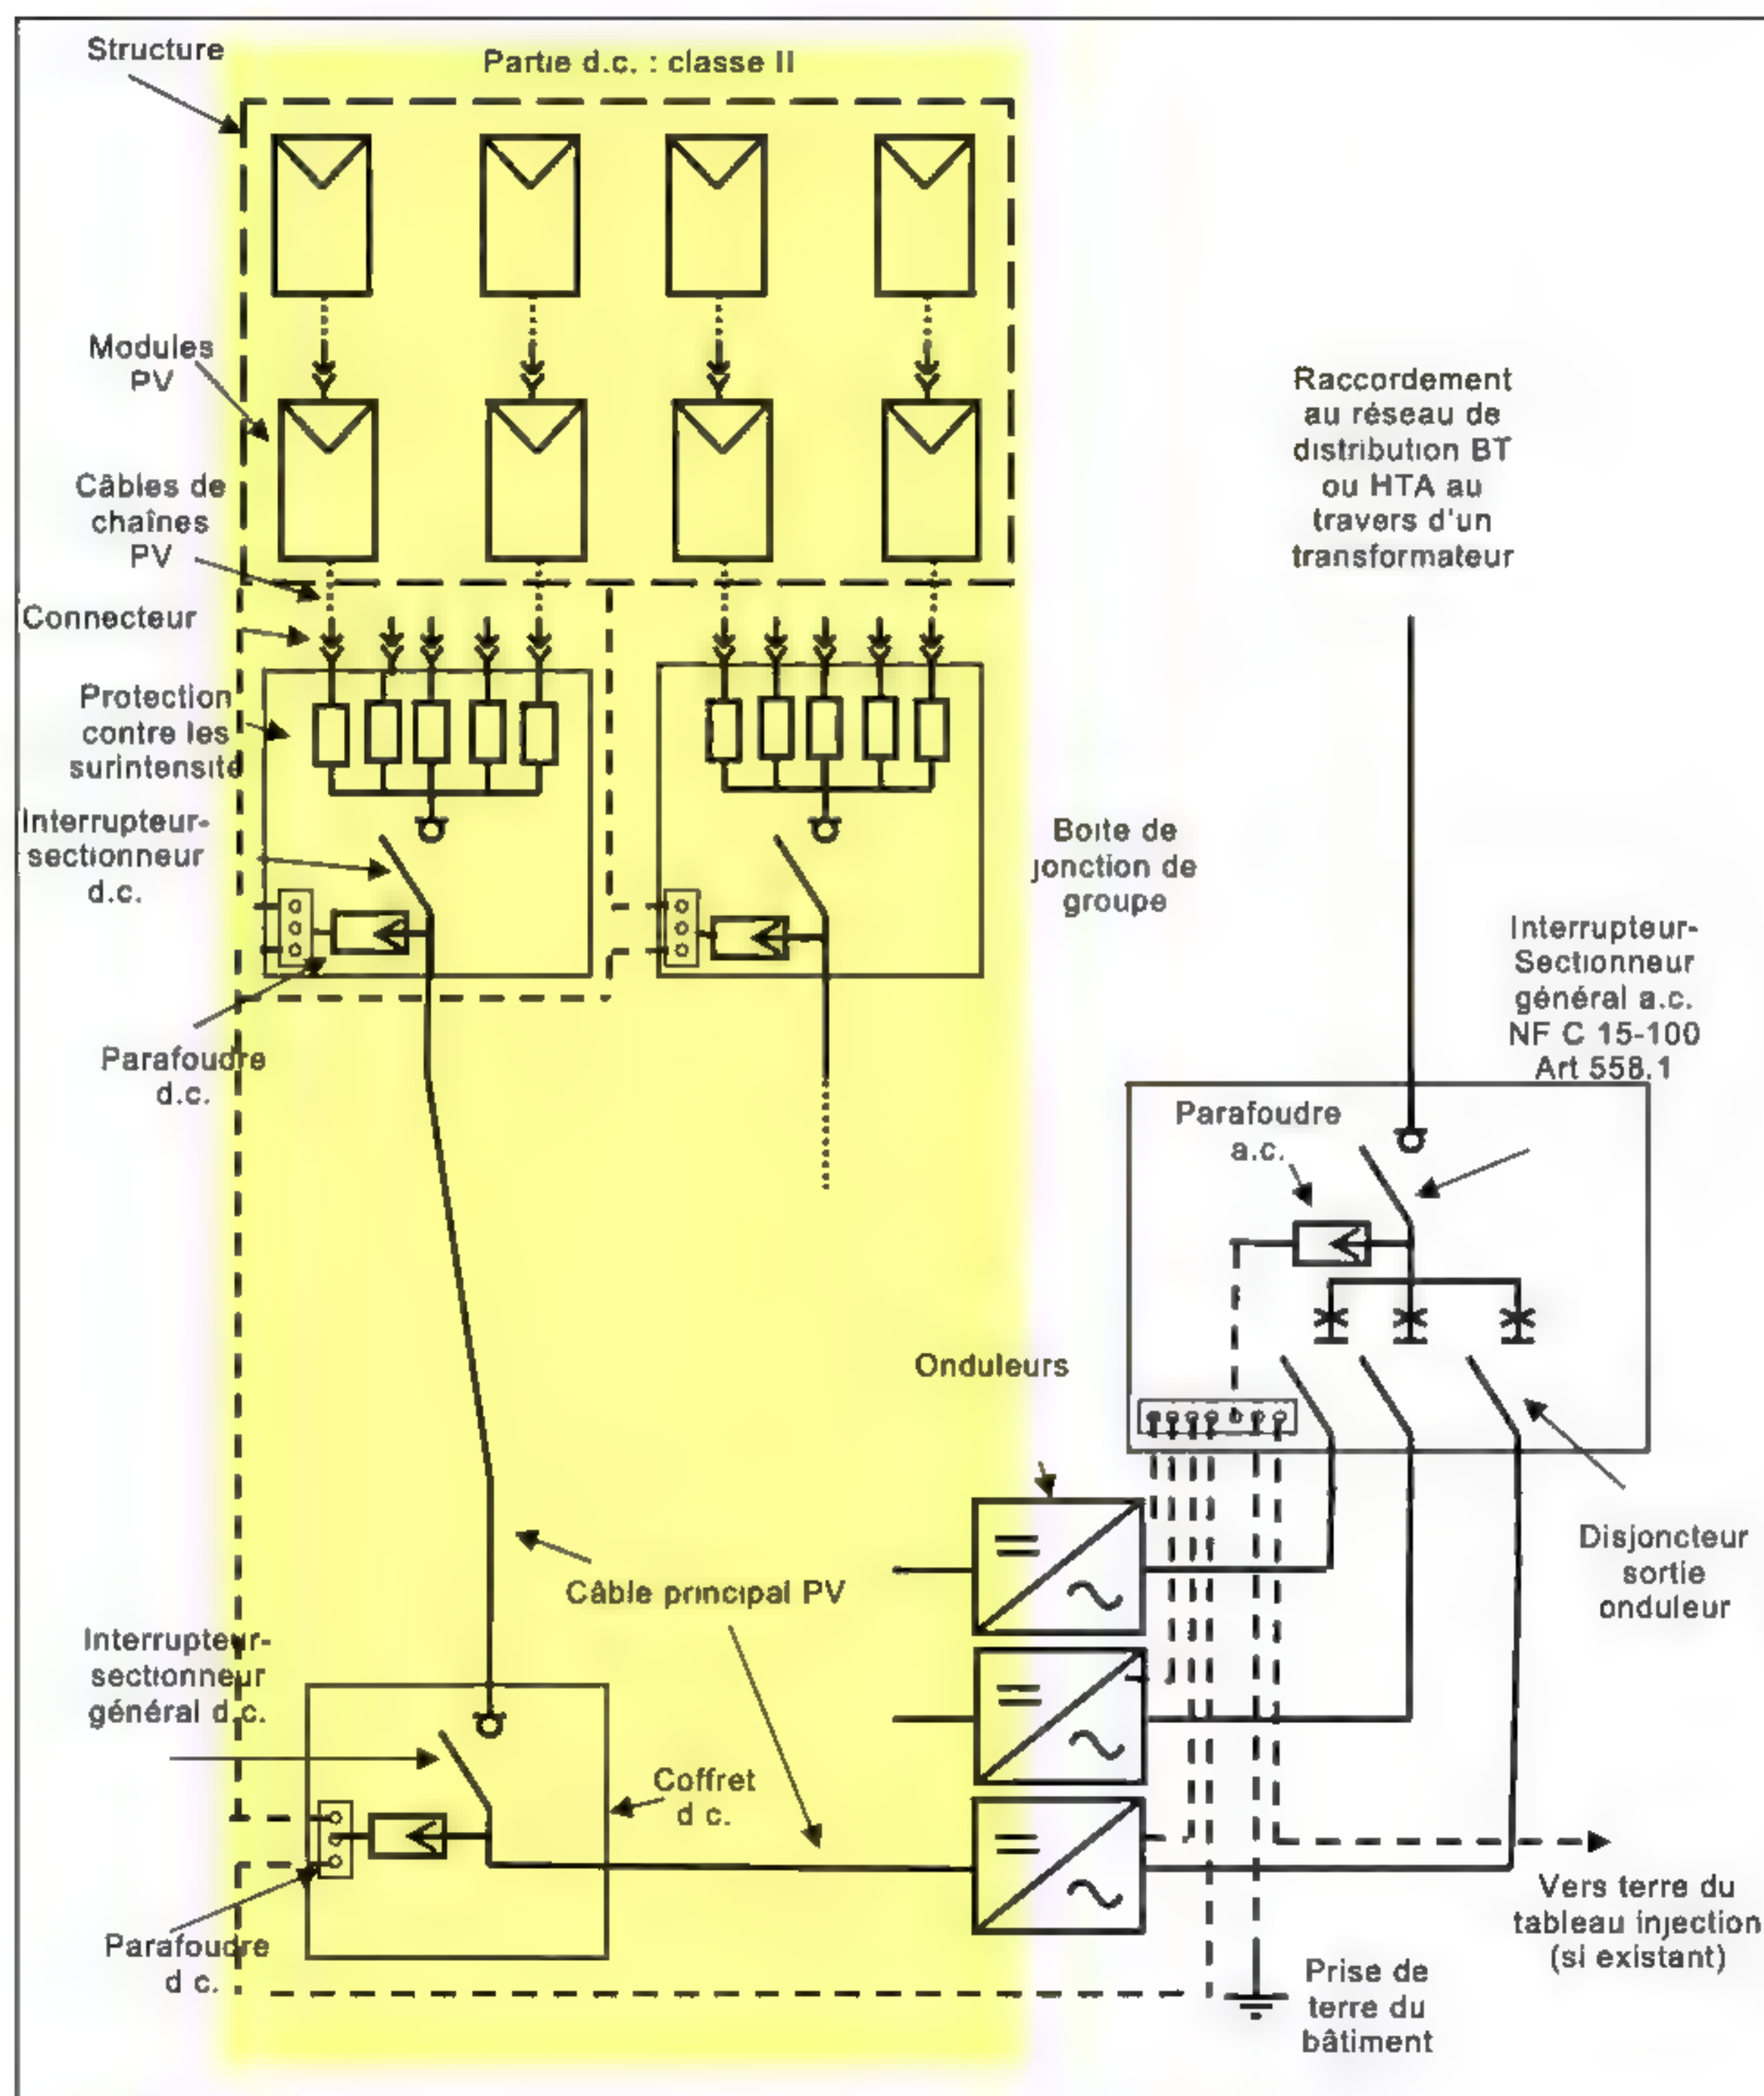 Structure
Partie d.c. : classe II
Modules
PV
Câbles de
chaînes
PV
Connecteur
Protection
contre les
surintensité
Interrupteur-
sectionneur
d.c.
Parafoudre
d.c.
Boite de
jonction de
groupe
Raccordement
au réseau de
distribution BT
ou HTA au
travers d'un
transformateur
Interrupteur-
Sectionneur
général a.c.
NF C 15-100
Art 558.1
Parafoudre
a.c.
Onduleurs
Disjoncteur
sortie
onduleur
Câble principal PV
Interrupteur-
sectionneur
général d.c.
Coffret
d c.
Parafoudre
d c.
Vers terre du
tableau injection
(si existant)
Prise de
terre du
bâtiment